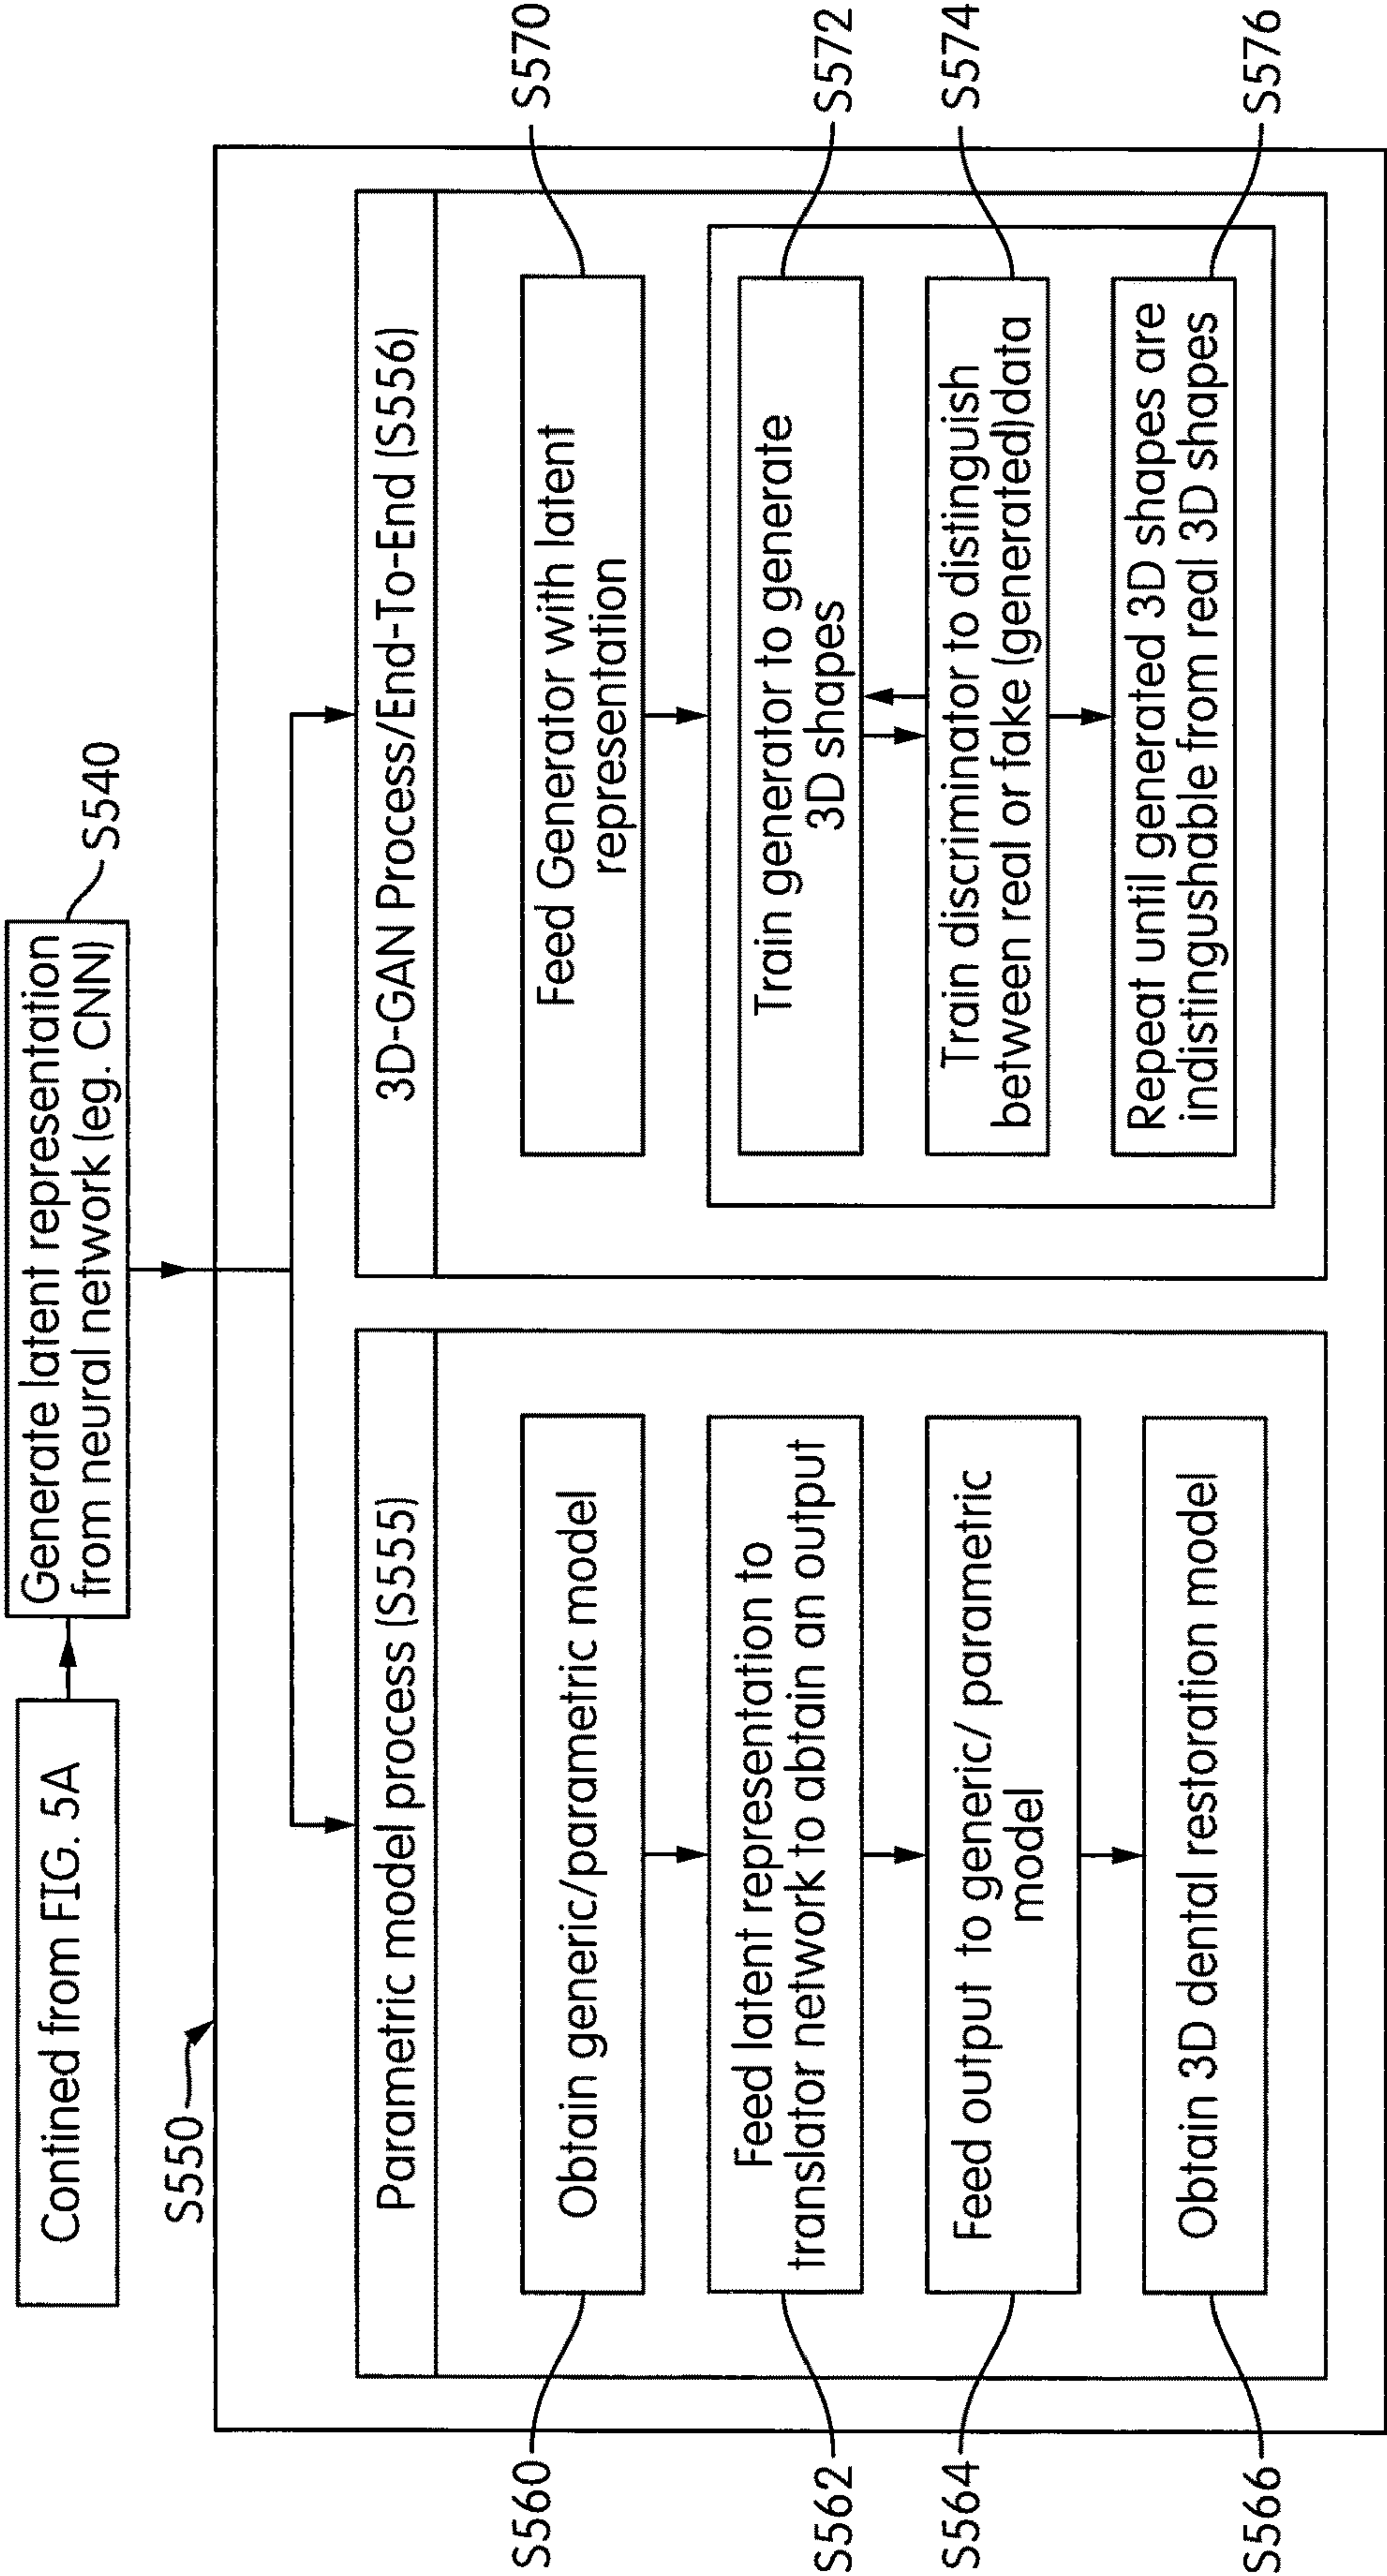 Contined from FIG. 5A
Generate latent representation
from neural network (eg. CNN)
S540
S550
Parametric model process (S555)
S560
Obtain generic/parametric model
S562
Feed latent representation to
translator network to abtain an output
S564
Feed output to generic/ parametric
model
S566
Obtain 3D dental restoration model
3D-GAN Process/End-To-End (S556)
Feed Generator with latent
representation
S570
Train generator to generate
3D shapes
S572
Train discriminator to distinguish
between real or fake (generated)data
S574
Repeat until generated 3D shapes are
indistingushable from real 3D shapes
S576